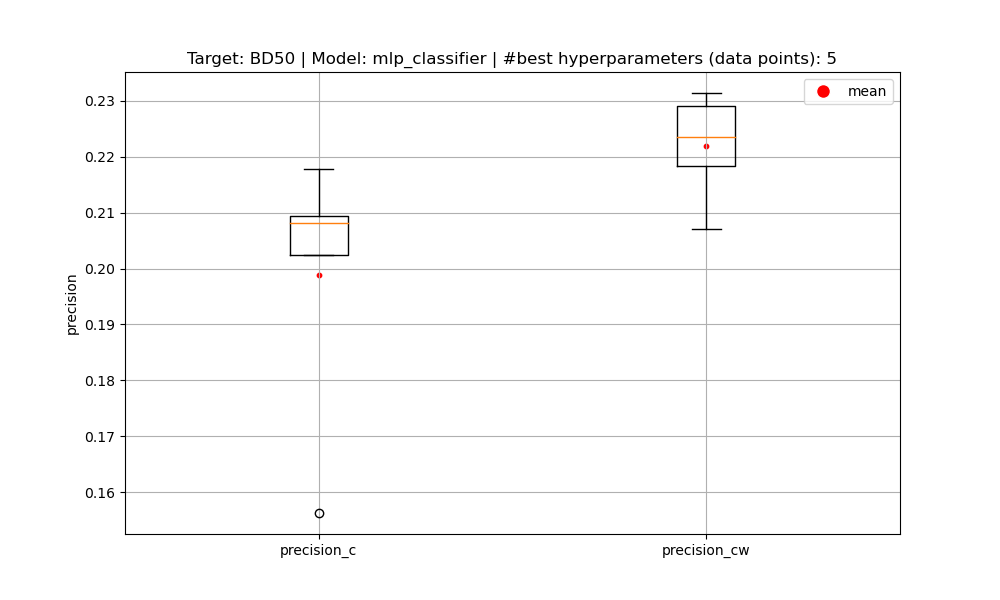 Target: BD50 | Model: mlp_classifier | #best hyperparameters (data points): 5
mean
precision
0.23
0.22
0.21
0.20
0.19
0.18
0.17
0.16
precision_c
precision_cw